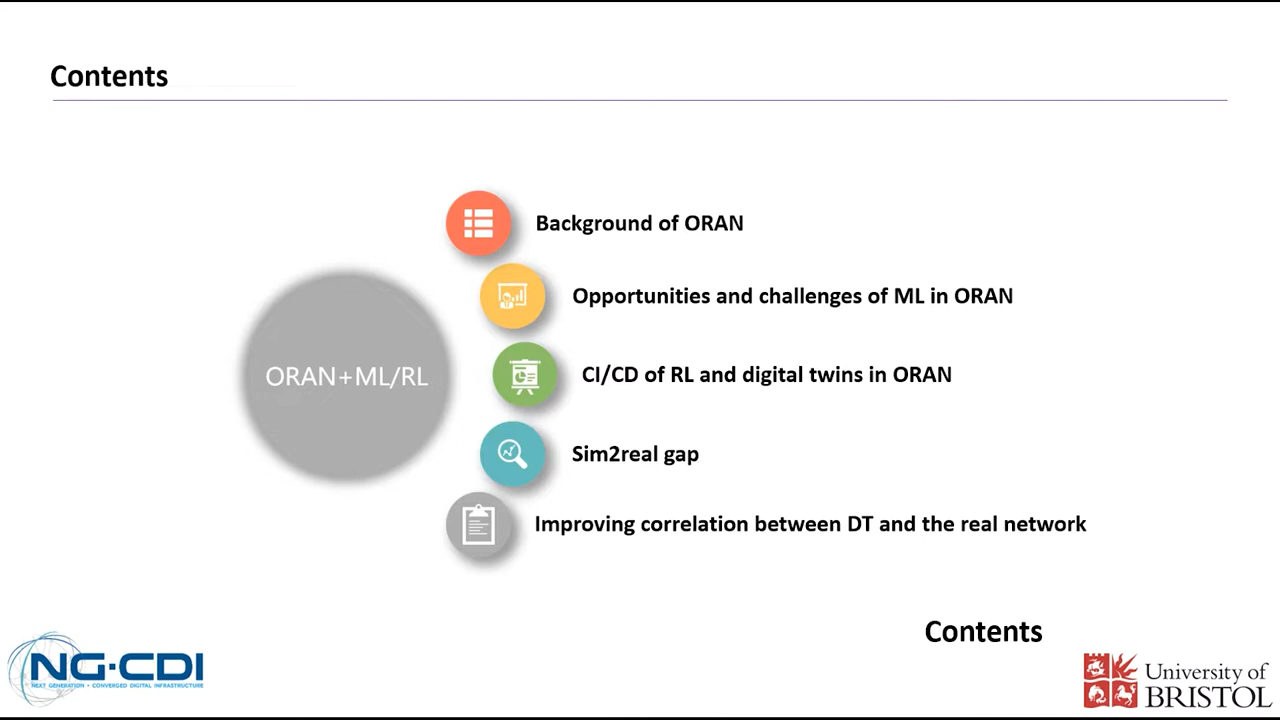 Contents
Background of ORAN
Opportunities and challenges of ML in ORAN
ORAN+ML/RL
CI/CD of RL and digital twins in ORAN
Sim2real gap
Improving correlation between DT and the real network
Contents
NG·CDI
NEXT GENERATION · CONVERGED DIGITAL INFRASTRUCTURE
University of
BRISTOL